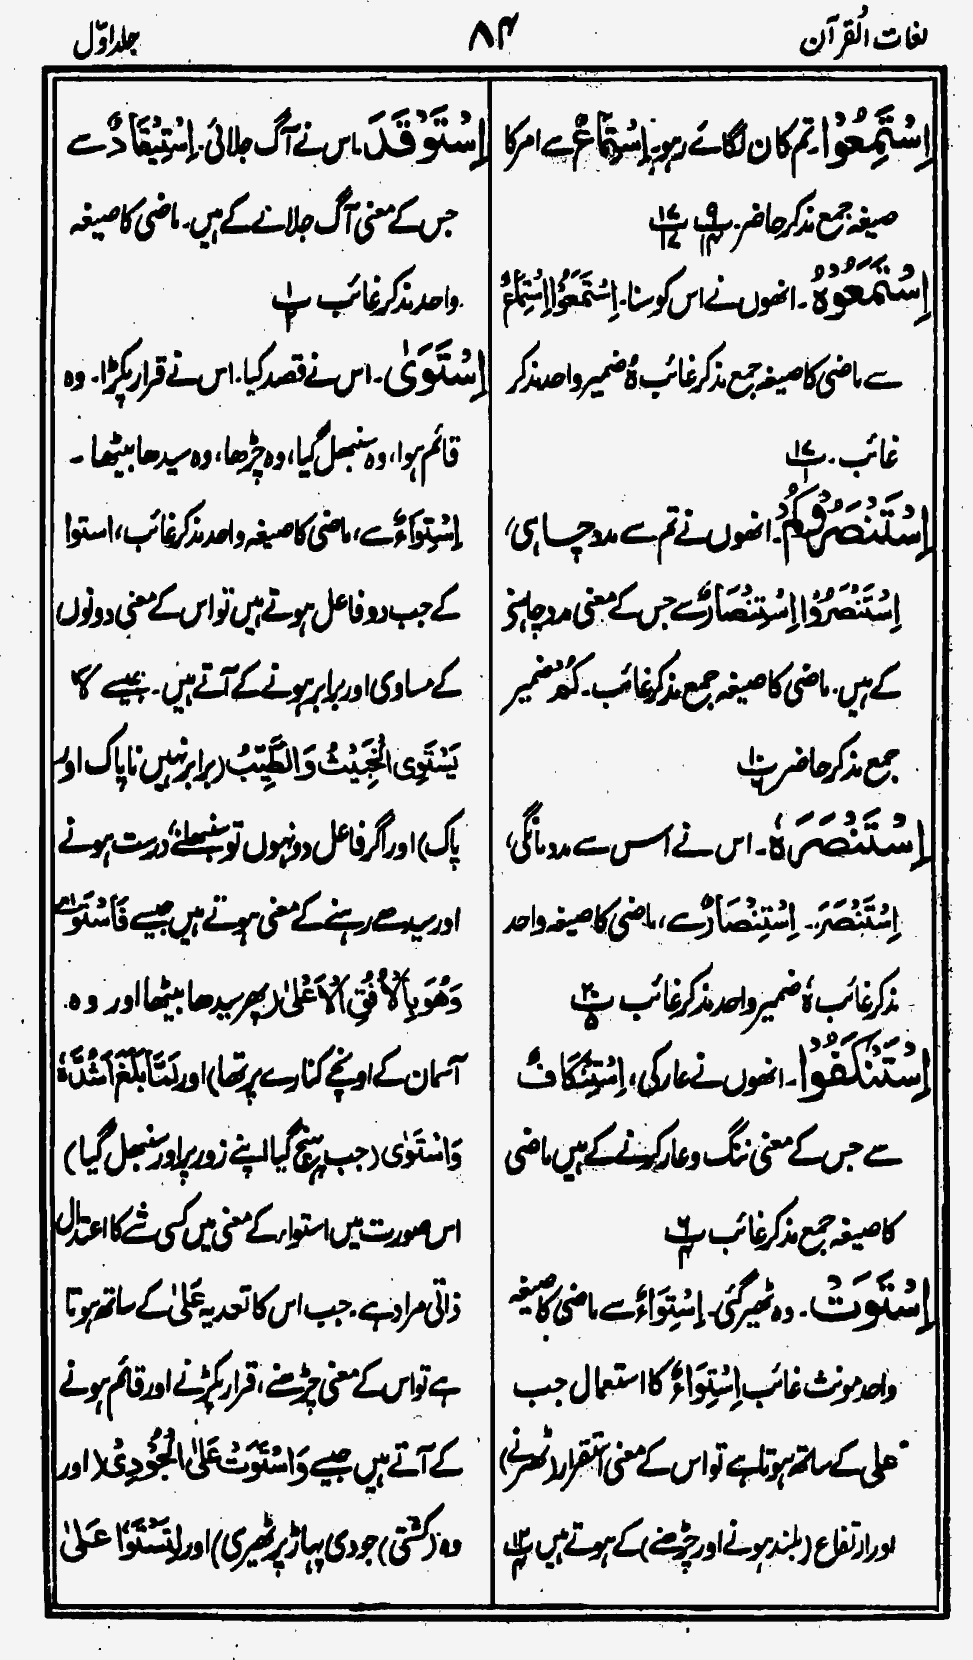 لغات القرآن
۸۴
جلد اوّل
اِسْتَمِعُوْا۔ تم کان لگائے رہو۔ اِسْتِمَاعٌ سے امر کا
صیغہ جمع مذکر حاضر۔
اِسْتَمَعُوْهُ۔ انھوں نے اس کو سنا۔ اِسْتَمَعُوْا اِسْتِمَاعٌ
سے ماضی کا صیغہ جمع مذکر غائب ہٗ ضمیر واحد مذکر
غائب۔ پ ۱۷ / ۱
اِسْتَنْصَرُوْکُمْ۔ انھوں نے تم سے مدد چاہی،
اِسْتَنْصَرُوْا اِسْتِنْصَارٌ سے جس کے معنی مدد چاہنے
کے ہیں۔ ماضی کا صیغہ جمع مذکر غائب۔ کُمْ ضمیر
جمع مذکر حاضر پ ۱۰ / ۶
اِسْتَنْصَرَهٗ۔ اس نے اس سے مدد مانگی،
اِسْتَنْصَرَ۔ اِسْتِنْصَارٌ سے، ماضی کا صیغہ واحد
مذکر غائب ہٗ ضمیر واحد مذکر غائب پ ۲۰ / ۵
اِسْتَنْکَفُوْا۔ انھوں نے عار کی، اِسْتِنْکَافٌ
سے جس کے معنی ننگ و عار کرنے کے ہیں ماضی
کا صیغہ جمع مذکر غائب پ ۶ / ۴
اِسْتَوَتْ۔ وہ ٹھیر گئی۔ اِسْتِوَاءٌ سے ماضی کا صیغہ
واحد مونث غائب اِسْتِوَاءٌ کا استعمال جب
علی کے ساتھ ہوتا ہے تو اس کے معنی استقرار (ٹھہرنے)
اور ارتفاع (بلند ہونے اور چڑھنے) کے ہوتے ہیں پ ۱۲ / ۴
اِسْتَوْقَدَ۔ اس نے آگ جلائی۔ اِسْتِیْقَادٌ سے
جس کے معنی آگ جلانے کے ہیں۔ ماضی کا صیغہ
واحد مذکر غائب پ ۱ / ۲
اِسْتَوٰی۔ اس نے قصد کیا۔ اس نے قرار پکڑا۔ وہ
قائم ہوا، وہ سنبھل گیا، وہ چڑھا، وہ سیدھا بیٹھا۔
اِسْتِوَاءٌ سے، ماضی کا صیغہ واحد مذکر غائب، استوا
کے جب دو فاعل ہوتے ہیں تو اس کے معنی دونوں
کے مساوی اور برابر ہونے کے آتے ہیں۔ جیسے لَا
یَسْتَوِی الْخَبِیْثُ وَالطَّیِّبُ (برابر نہیں ناپاک اور
پاک) اور اگر فاعل دو نہوں تو سنبھلنے، درست ہونے
اور سیدھے رہنے کے معنی ہوتے ہیں جیسے فَاسْتَوٰی
وَهُوَ بِالْاُفُقِ الْاَعْلٰی (پھر سیدھا بیٹھا اور وہ
آسمان کے اونچے کنارے پر تھا) اور لَمَّا بَلَغَ اَشُدَّهٗ
وَاسْتَوٰی (جب پہنچ گیا اپنے زور پر اور سنبھل گیا)
اس صورت میں استواء کے معنی میں کسی شے کا اعتدال
ذاتی مراد ہے۔ جب اس کا تعدیہ عَلٰی کے ساتھ ہوتا
ہے تو اس کے معنی چڑھنے، قرار پکڑنے اور قائم ہونے
کے آتے ہیں جیسے وَاسْتَوَتْ عَلَی الْجُوْدِیِّ (اور
وہ (کشتی) جودی پہاڑ پر ٹھیری) اور لِتَسْتَوٗا عَلٰی